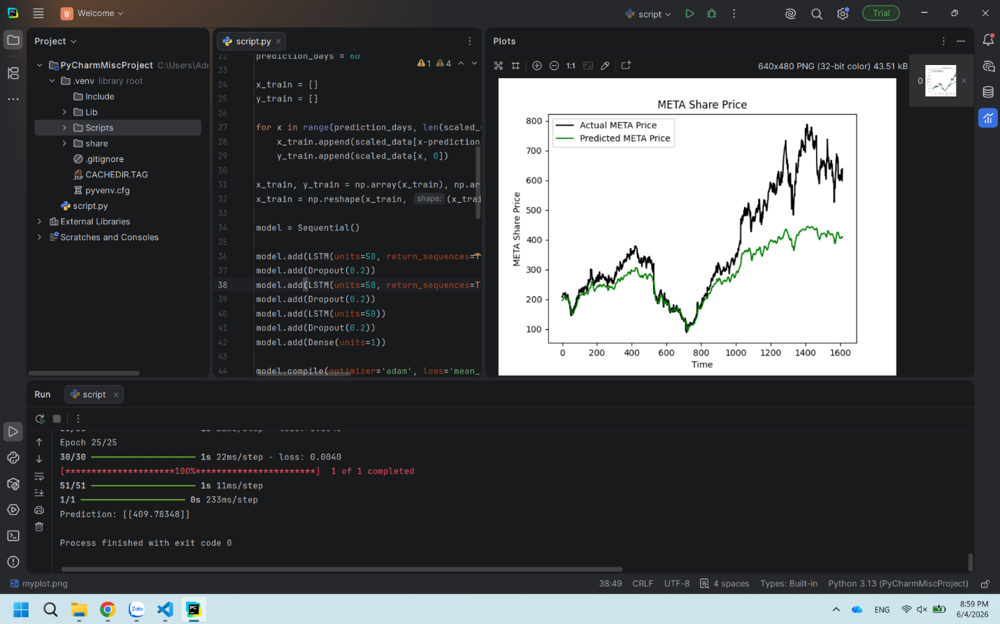 Welcome
script
Trial
Project
PyCharmMiscProject C:\Users\Adr
.venv library root
Include
Lib
Scripts
share
.gitignore
CACHEDIR.TAG
pyvenv.cfg
script.py
External Libraries
Scratches and Consoles
script.py
1 4
22 prediction_days = 60
23
24 x_train = []
25 y_train = []
26
27 for x in range(prediction_days, len(scaled_
28 x_train.append(scaled_data[x-prediction_
29 y_train.append(scaled_data[x, 0])
30
31 x_train, y_train = np.array(x_train), np.ar
32 x_train = np.reshape(x_train, shape: (x_trai
33
34 model = Sequential()
35
36 model.add(LSTM(units=50, return_sequences=T
37 model.add(Dropout(0.2))
38 model.add(LSTM(units=50, return_sequences=T
39 model.add(Dropout(0.2))
40 model.add(LSTM(units=50))
41 model.add(Dropout(0.2))
42 model.add(Dense(units=1))
43
44 model.compile(optimizer='adam', loss='mean_
Plots
1:1
640x480 PNG (32-bit color) 43.51 kB
0
META Share Price
Actual META Price
Predicted META Price
800
700
600
500
400
300
200
100
META Share Price
0 200 400 600 800 1000 1200 1400 1600
Time
Run script
Epoch 25/25
30/30 1s 22ms/step - loss: 0.0040
[*********************100%***********************] 1 of 1 completed
51/51 1s 11ms/step
1/1 0s 233ms/step
Prediction: [[409.78348]]
Process finished with exit code 0
myplot.png
38:49 CRLF UTF-8 4 spaces Types: Built-in Python 3.13 (PyCharmMiscProject)
Zalo
PC
ENG
8:59 PM
6/4/2026